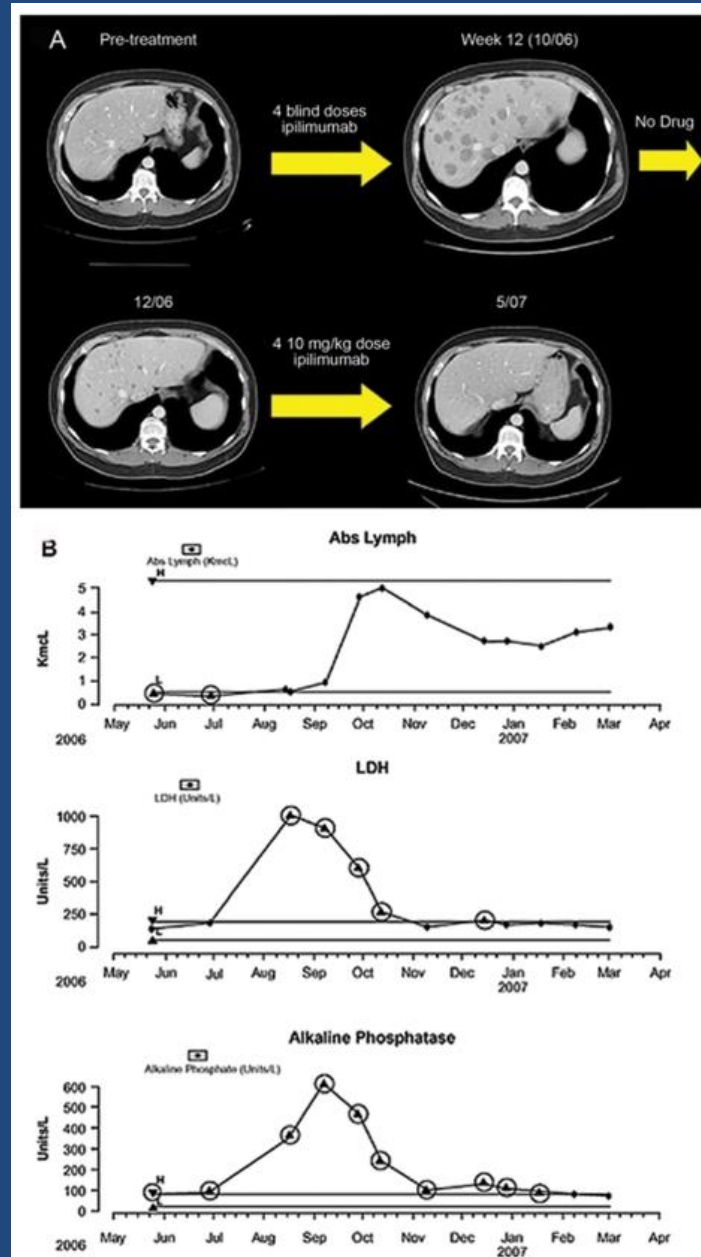 A
Pre-treatment
Week 12 (10/06)
4 blind doses
ipilimumab
No Drug
12/06
5/07
4 10 mg/kg dose
ipilimumab
B
Abs Lymph
Abs Lymph (KmcL)
H
5
4
3
2
1
0
KmcL
L
May Jun Jul Aug Sep Oct Nov Dec Jan Feb Mar Apr
2006 2007
LDH
LDH (Units/L)
1000
750
500
250
0
Units/L
H
L
May Jun Jul Aug Sep Oct Nov Dec Jan Feb Mar Apr
2006 2007
Alkaline Phosphatase
Alkaline Phosphate (Units/L)
600
500
400
300
200
100
0
Units/L
H
L
May Jun Jul Aug Sep Oct Nov Dec Jan Feb Mar Apr
2006 2007